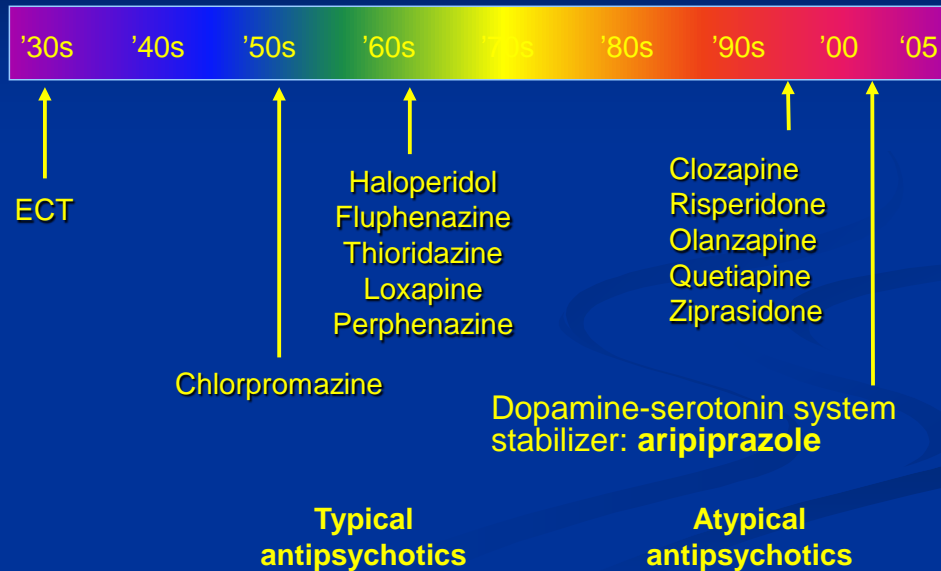 ’30s ’40s ’50s ’60s ’70s ’80s ’90s ’00 ‘05
ECT
Haloperidol
Fluphenazine
Thioridazine
Loxapine
Perphenazine
Clozapine
Risperidone
Olanzapine
Quetiapine
Ziprasidone
Chlorpromazine
Dopamine-serotonin system
stabilizer: aripiprazole
Typical
antipsychotics
Atypical
antipsychotics